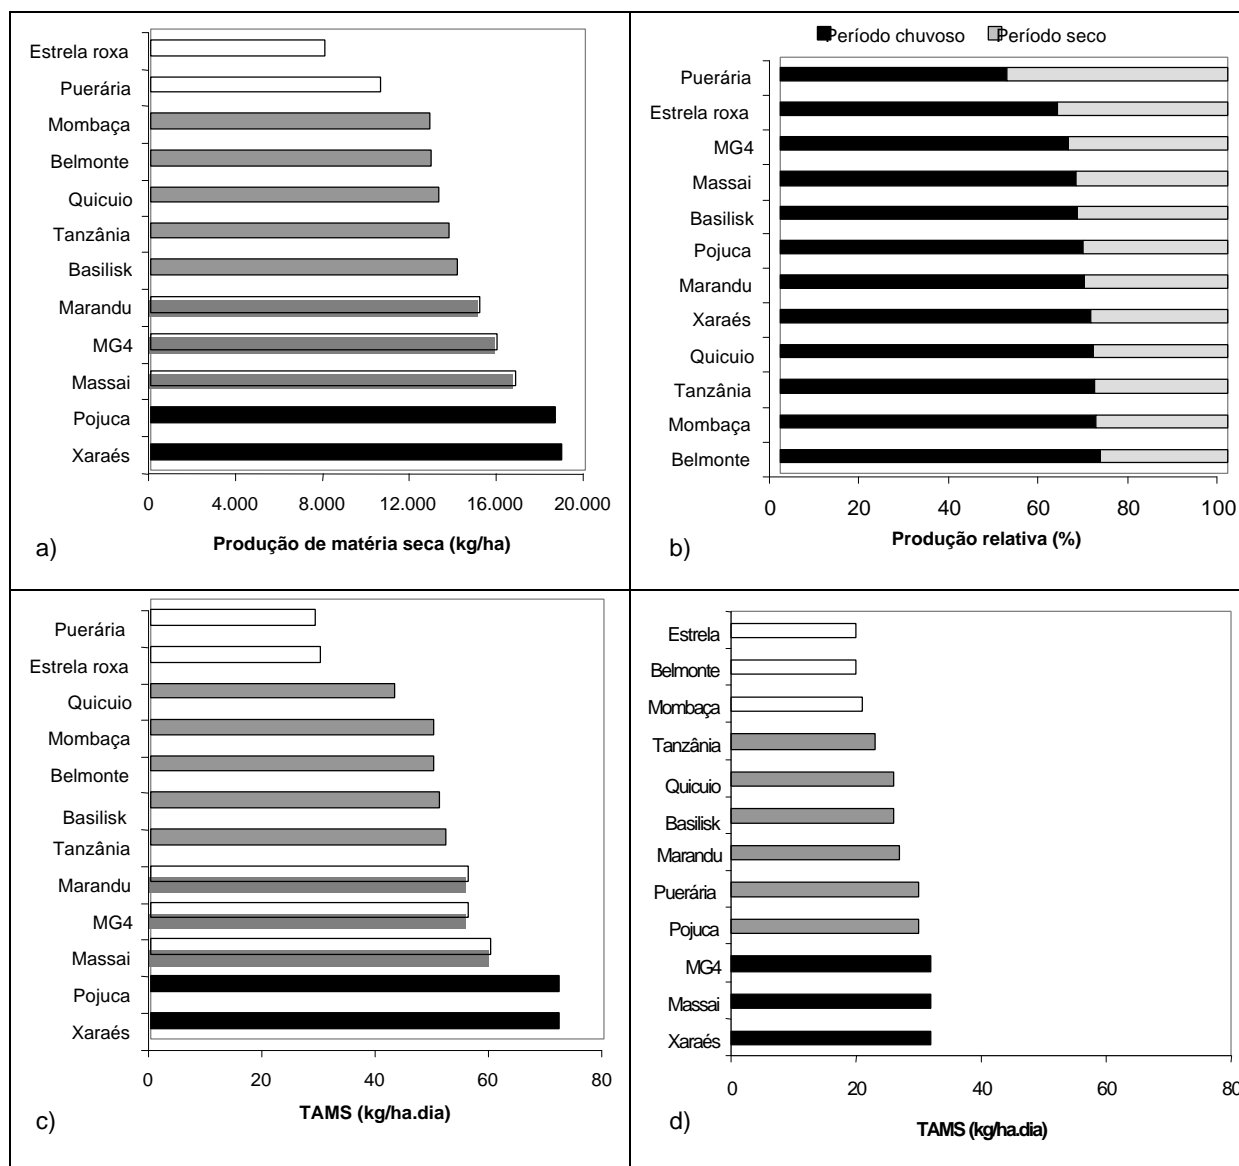 Estrela roxa
Puerária
Mombaça
Belmonte
Quicuio
Tanzânia
Basilisk
Marandu
MG4
Massai
Pojuca
Xaraés
0 4.000 8.000 12.000 16.000 20.000
Produção de matéria seca (kg/ha)
a)
Período chuvoso Período seco
Puerária
Estrela roxa
MG4
Massai
Basilisk
Pojuca
Marandu
Xaraés
Quicuio
Tanzânia
Mombaça
Belmonte
0 20 40 60 80 100
Produção relativa (%)
b)
Puerária
Estrela roxa
Quicuio
Mombaça
Belmonte
Basilisk
Tanzânia
Marandu
MG4
Massai
Pojuca
Xaraés
0 20 40 60 80
TAMS (kg/ha.dia)
c)
Estrela
Belmonte
Mombaça
Tanzânia
Quicuio
Basilisk
Marandu
Puerária
Pojuca
MG4
Massai
Xaraés
0 20 40 60 80
TAMS (kg/ha.dia)
d)